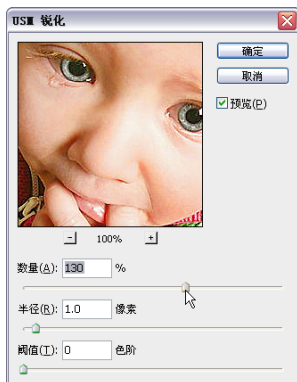 USM 锐化
确定
取消
预览(P)
100%
数量(A): 130 %
半径(R): 1.0 像素
阈值(T): 0 色阶